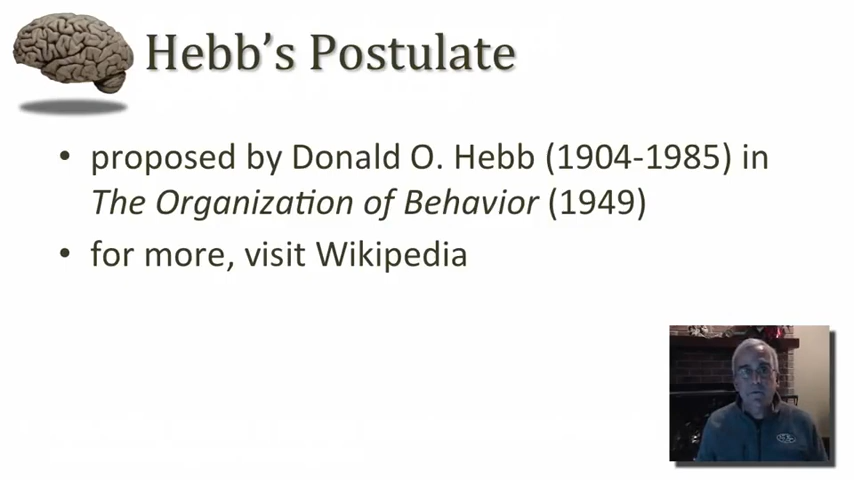 Hebb's Postulate
• proposed by Donald O. Hebb (1904-1985) in
The Organization of Behavior (1949)
• for more, visit Wikipedia